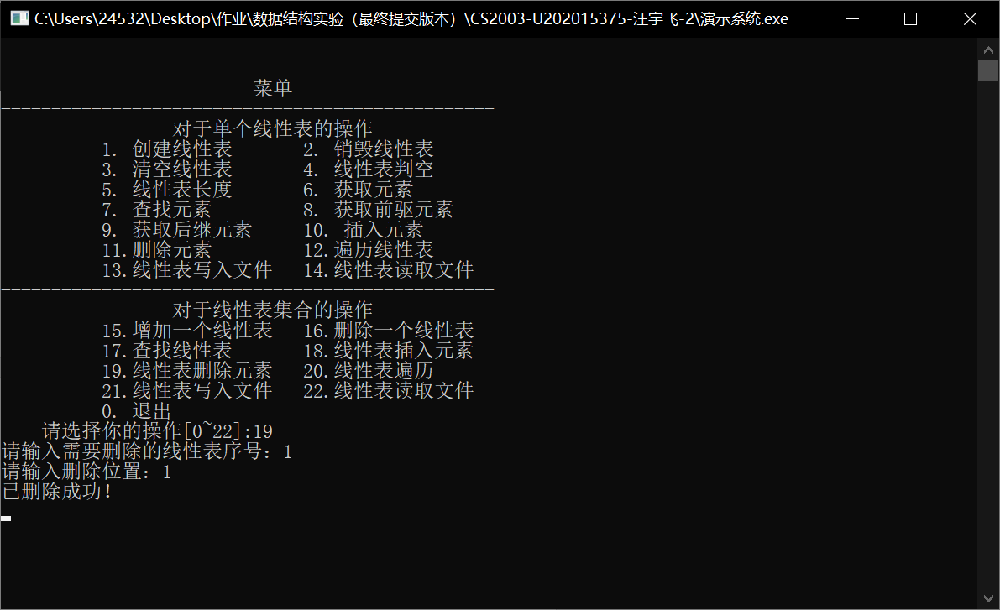 C:\Users\24532\Desktop\作业\数据结构实验（最终提交版本）\CS2003-U202015375-汪宇飞-2\演示系统.exe
菜单
-------------------------------------------------
对于单个线性表的操作
1. 创建线性表 2. 销毁线性表
3. 清空线性表 4. 线性表判空
5. 线性表长度 6. 获取元素
7. 查找元素 8. 获取前驱元素
9. 获取后继元素 10. 插入元素
11.删除元素 12.遍历线性表
13.线性表写入文件 14.线性表读取文件
-------------------------------------------------
对于线性表集合的操作
15.增加一个线性表 16.删除一个线性表
17.查找线性表 18.线性表插入元素
19.线性表删除元素 20.线性表遍历
21.线性表写入文件 22.线性表读取文件
0. 退出
请选择你的操作[0~22]:19
请输入需要删除的线性表序号：1
请输入删除位置：1
已删除成功！